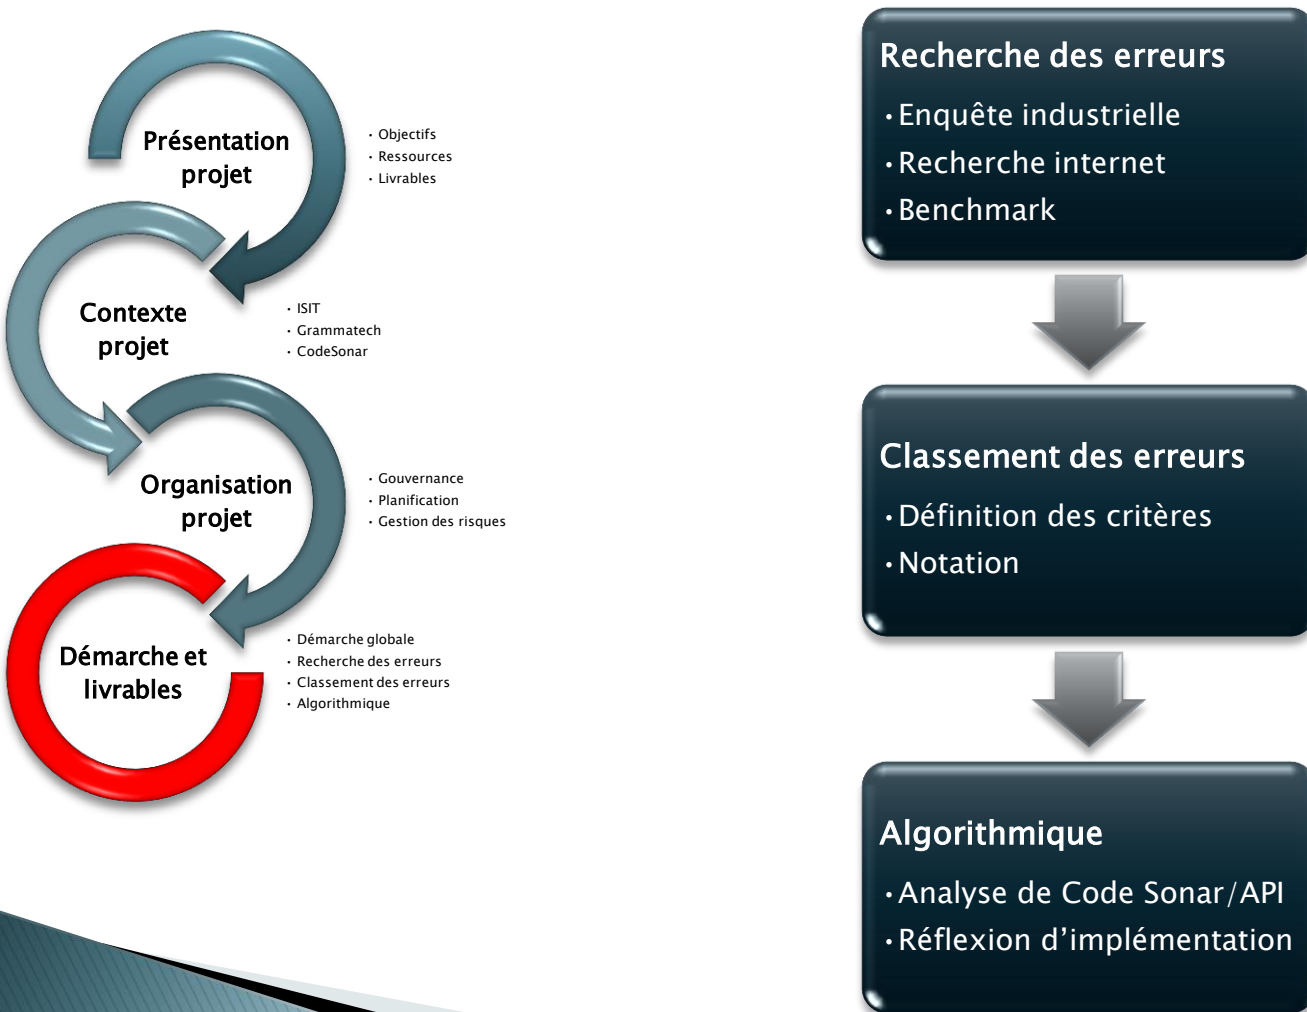 Présentation
projet
• Objectifs
• Ressources
• Livrables
Contexte
projet
• ISIT
• Grammatech
• CodeSonar
Organisation
projet
• Gouvernance
• Planification
• Gestion des risques
Démarche et
livrables
• Démarche globale
• Recherche des erreurs
• Classement des erreurs
• Algorithmique
Recherche des erreurs
•Enquête industrielle
•Recherche internet
•Benchmark
Classement des erreurs
•Définition des critères
•Notation
Algorithmique
•Analyse de Code Sonar/API
•Réflexion d’implémentation